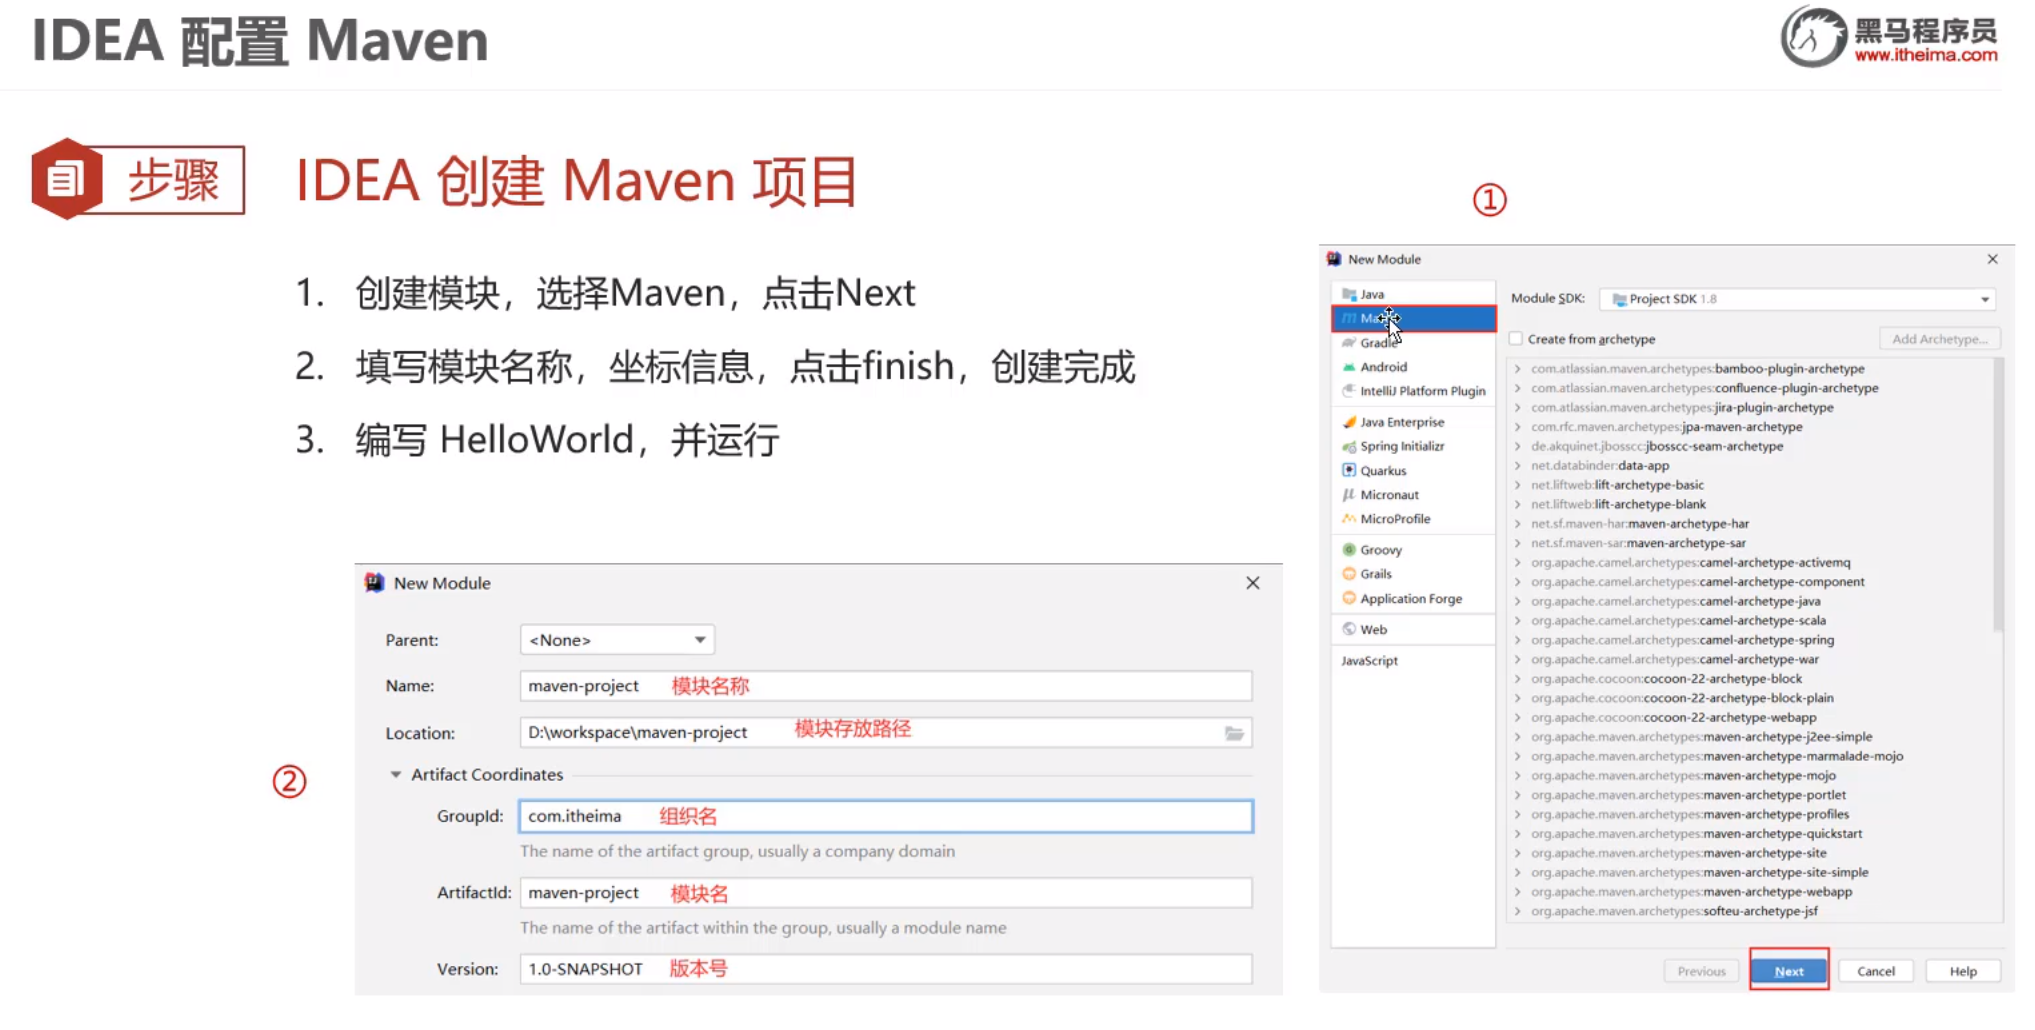 IDEA 配置 Maven
黑马程序员
www.itheima.com
步骤
IDEA 创建 Maven 项目
1. 创建模块，选择Maven，点击Next
2. 填写模块名称，坐标信息，点击finish，创建完成
3. 编写 HelloWorld，并运行
①
New Module
Java
Gradle
Android
IntelliJ Platform Plugin
Java Enterprise
Spring Initializr
Quarkus
Micronaut
MicroProfile
Groovy
Grails
Application Forge
Web
JavaScript
Module SDK: Project SDK 1.8
Create from archetype Add Archetype...
com.atlassian.maven.archetypes:bamboo-plugin-archetype
com.atlassian.maven.archetypes:confluence-plugin-archetype
com.atlassian.maven.archetypes:jira-plugin-archetype
com.rfc.maven.archetypes:jpa-maven-archetype
de.akquinet.jbosscc:jbosscc-seam-archetype
net.databinder:data-app
net.liftweb:lift-archetype-basic
net.liftweb:lift-archetype-blank
net.sf.maven-har:maven-archetype-har
net.sf.maven-sar:maven-archetype-sar
org.apache.camel.archetypes:camel-archetype-activemq
org.apache.camel.archetypes:camel-archetype-component
org.apache.camel.archetypes:camel-archetype-java
org.apache.camel.archetypes:camel-archetype-scala
org.apache.camel.archetypes:camel-archetype-spring
org.apache.camel.archetypes:camel-archetype-war
org.apache.cocoon:cocoon-22-archetype-block
org.apache.cocoon:cocoon-22-archetype-block-plain
org.apache.cocoon:cocoon-22-archetype-webapp
org.apache.maven.archetypes:maven-archetype-j2ee-simple
org.apache.maven.archetypes:maven-archetype-marmalade-mojo
org.apache.maven.archetypes:maven-archetype-mojo
org.apache.maven.archetypes:maven-archetype-portlet
org.apache.maven.archetypes:maven-archetype-profiles
org.apache.maven.archetypes:maven-archetype-quickstart
org.apache.maven.archetypes:maven-archetype-site
org.apache.maven.archetypes:maven-archetype-site-simple
org.apache.maven.archetypes:maven-archetype-webapp
org.apache.maven.archetypes:softeu-archetype-jsf
Previous Next Cancel Help
②
New Module
Parent: <None>
Name: maven-project 模块名称
Location: D:\workspace\maven-project 模块存放路径
Artifact Coordinates
GroupId: com.itheima 组织名
The name of the artifact group, usually a company domain
ArtifactId: maven-project 模块名
The name of the artifact within the group, usually a module name
Version: 1.0-SNAPSHOT 版本号